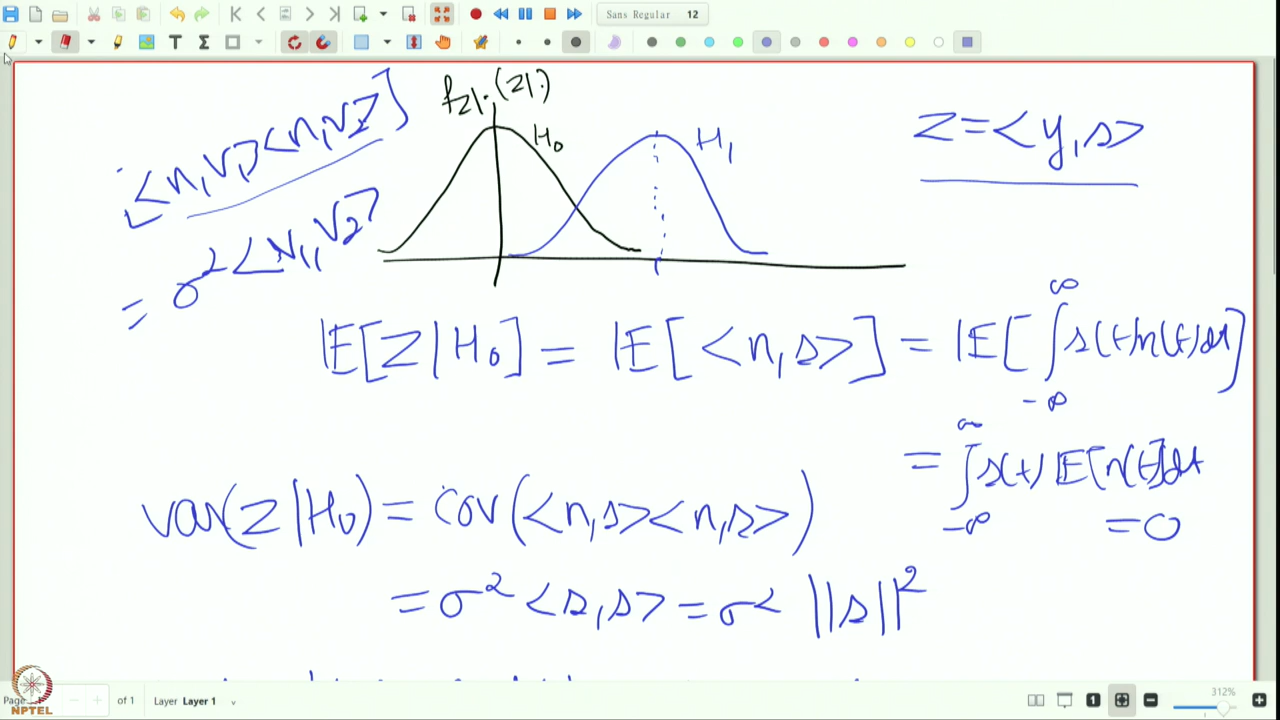 Sans Regular 12
f_{Z|·}(z|·)
H₀
H₁
Z=<y,s>
E[<n,v₁><n,v₂>]
= σ²<v₁,v₂>
E[Z|H₀] = E[<n,s>] = E[∫_{-∞}^{∞} s(t)n(t)dt]
= ∫_{-∞}^{∞} s(t) E[n(t)]dt
=0
var(Z|H₀) = cov(<n,s><n,s>)
= σ²<s,s> = σ² ||s||²
of 1 Layer Layer 1
312%
NPTEL